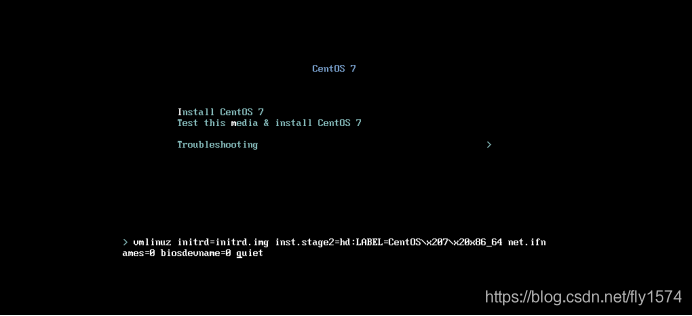 CentOS 7
Install CentOS 7
Test this media & install CentOS 7
Troubleshooting >
> vmlinuz initrd=initrd.img inst.stage2=hd:LABEL=CentOS\x207\x20x86_64 net.ifn
ames=0 biosdevname=0 quiet
https://blog.csdn.net/fly1574